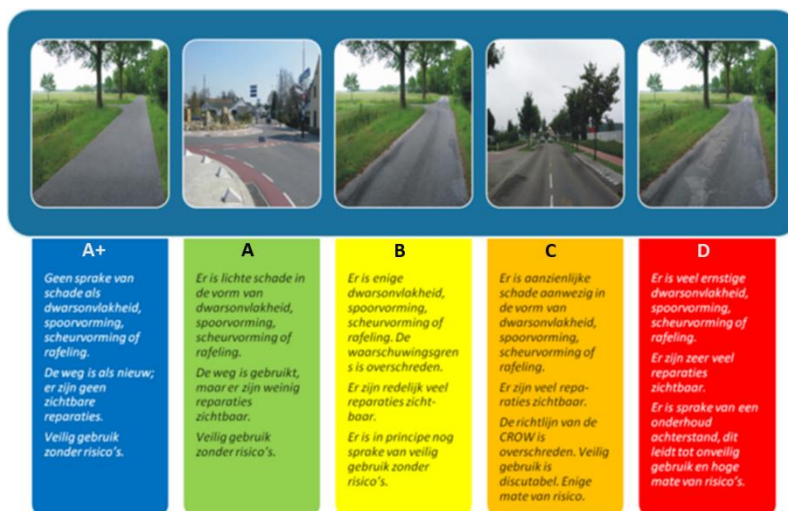 A+
Geen sprake van
schade als
dwarsonvlakheid,
spoorvorming,
scheurvorming of
rafeling.
De weg is als nieuw;
er zijn geen
zichtbare
reparaties.
Veilig gebruik
zonder risico's.
A
Er is lichte schade in
de vorm van
dwarsonvlakheid,
spoorvorming,
scheurvorming of
rafeling.
De weg is gebruikt,
maar er zijn weinig
reparaties
zichtbaar.
Veilig gebruik
zonder risico's.
B
Er is enige
dwarsonvlakheid,
spoorvorming,
scheurvorming of
rafeling. De
waarschuwingsgren
s is overschreden.
Er zijn redelijk veel
reparaties zicht-
baar.
Er is in principe nog
sprake van veilig
gebruik zonder
risico's.
C
Er is aanzienlijke
schade aanwezig in
de vorm van
dwarsonvlakheid,
spoorvorming,
scheurvorming of
rafeling.
Er zijn veel repa-
raties zichtbaar.
De richtlijn van de
CROW is
overschreden. Veilig
gebruik is
discutabel. Enige
mate van risico.
D
Er is veel ernstige
dwarsonvlakheid,
spoorvorming,
scheurvorming of
rafeling.
Er zijn zeer veel
reparaties
zichtbaar.
Er is sprake van een
onderhoud
achterstand, dit
leidt tot onveilig
gebruik en hoge
mate van risico's.